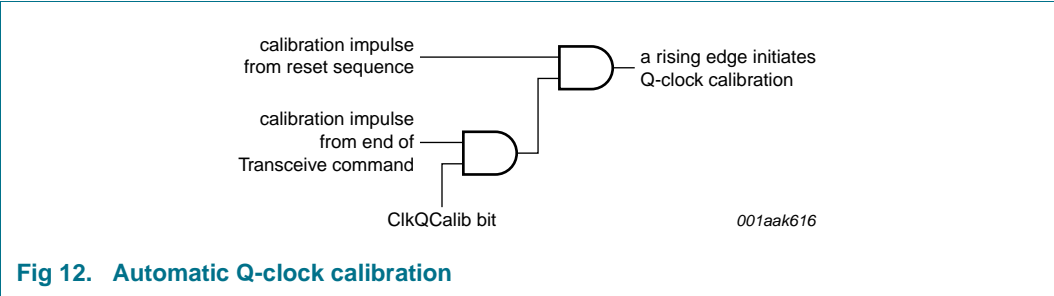 calibration impulse
from reset sequence
a rising edge initiates
Q-clock calibration
calibration impulse
from end of
Transceive command
ClkQCalib bit
001aak616
Fig 12. Automatic Q-clock calibration